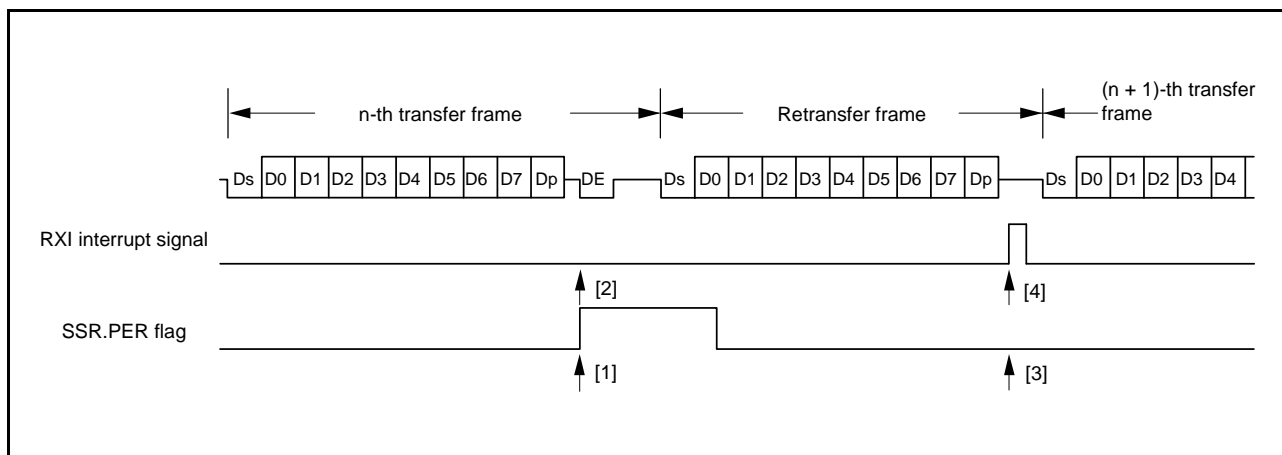 n-th transfer frame
Retransfer frame
(n + 1)-th transfer
frame
Ds D0 D1 D2 D3 D4 D5 D6 D7 Dp DE Ds D0 D1 D2 D3 D4 D5 D6 D7 Dp Ds D0 D1 D2 D3 D4
RXI interrupt signal
[2] [4]
SSR.PER flag
[1] [3]